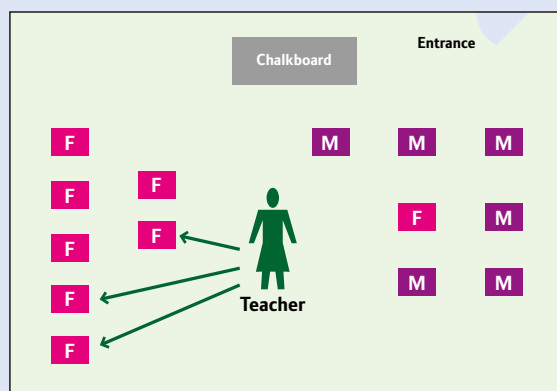 Entrance
Chalkboard
F M M M
F
F
F F M
F
F
M M
Teacher
F